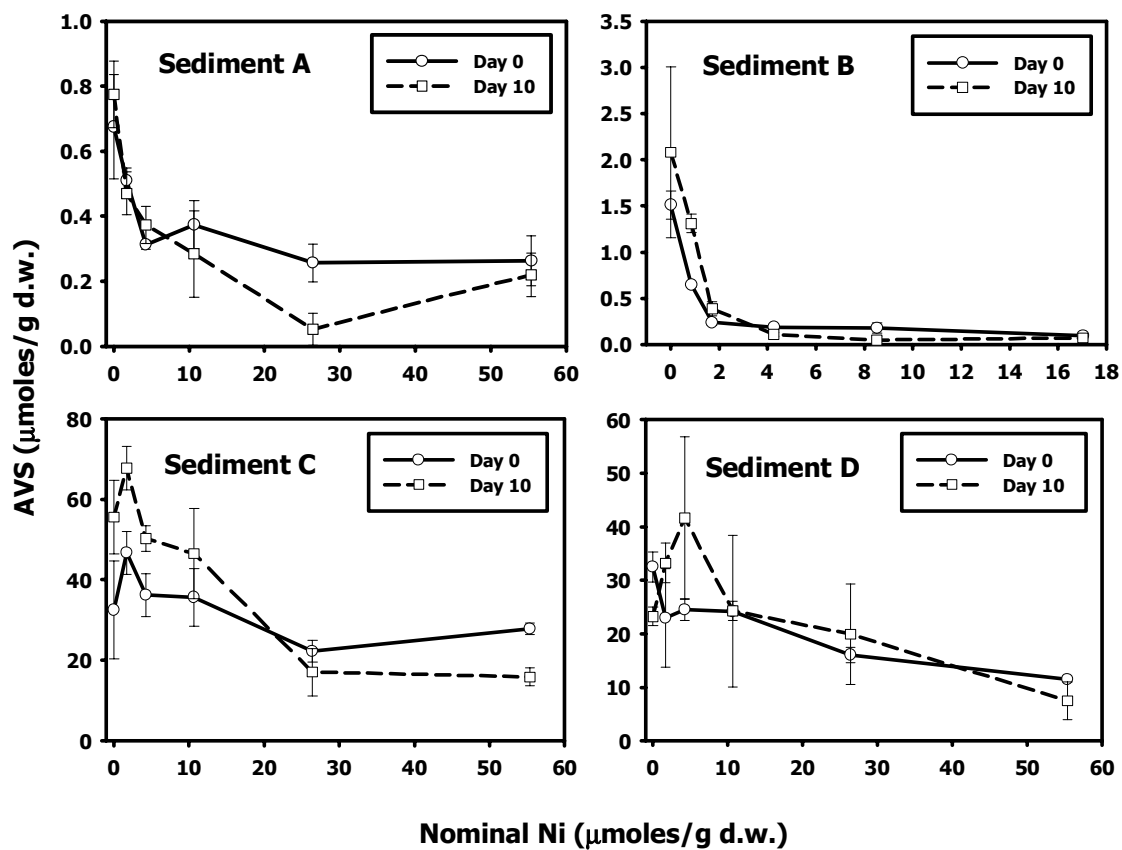 AVS (μmoles/g d.w.)
Sediment A
Day 0
Day 10
1.0
0.8
0.6
0.4
0.2
0.0
0 10 20 30 40 50 60
Sediment B
Day 0
Day 10
3.5
3.0
2.5
2.0
1.5
1.0
0.5
0.0
0 2 4 6 8 10 12 14 16 18
Sediment C
Day 0
Day 10
80
60
40
20
0
0 10 20 30 40 50 60
Sediment D
Day 0
Day 10
60
50
40
30
20
10
0
0 10 20 30 40 50 60
Nominal Ni (μmoles/g d.w.)